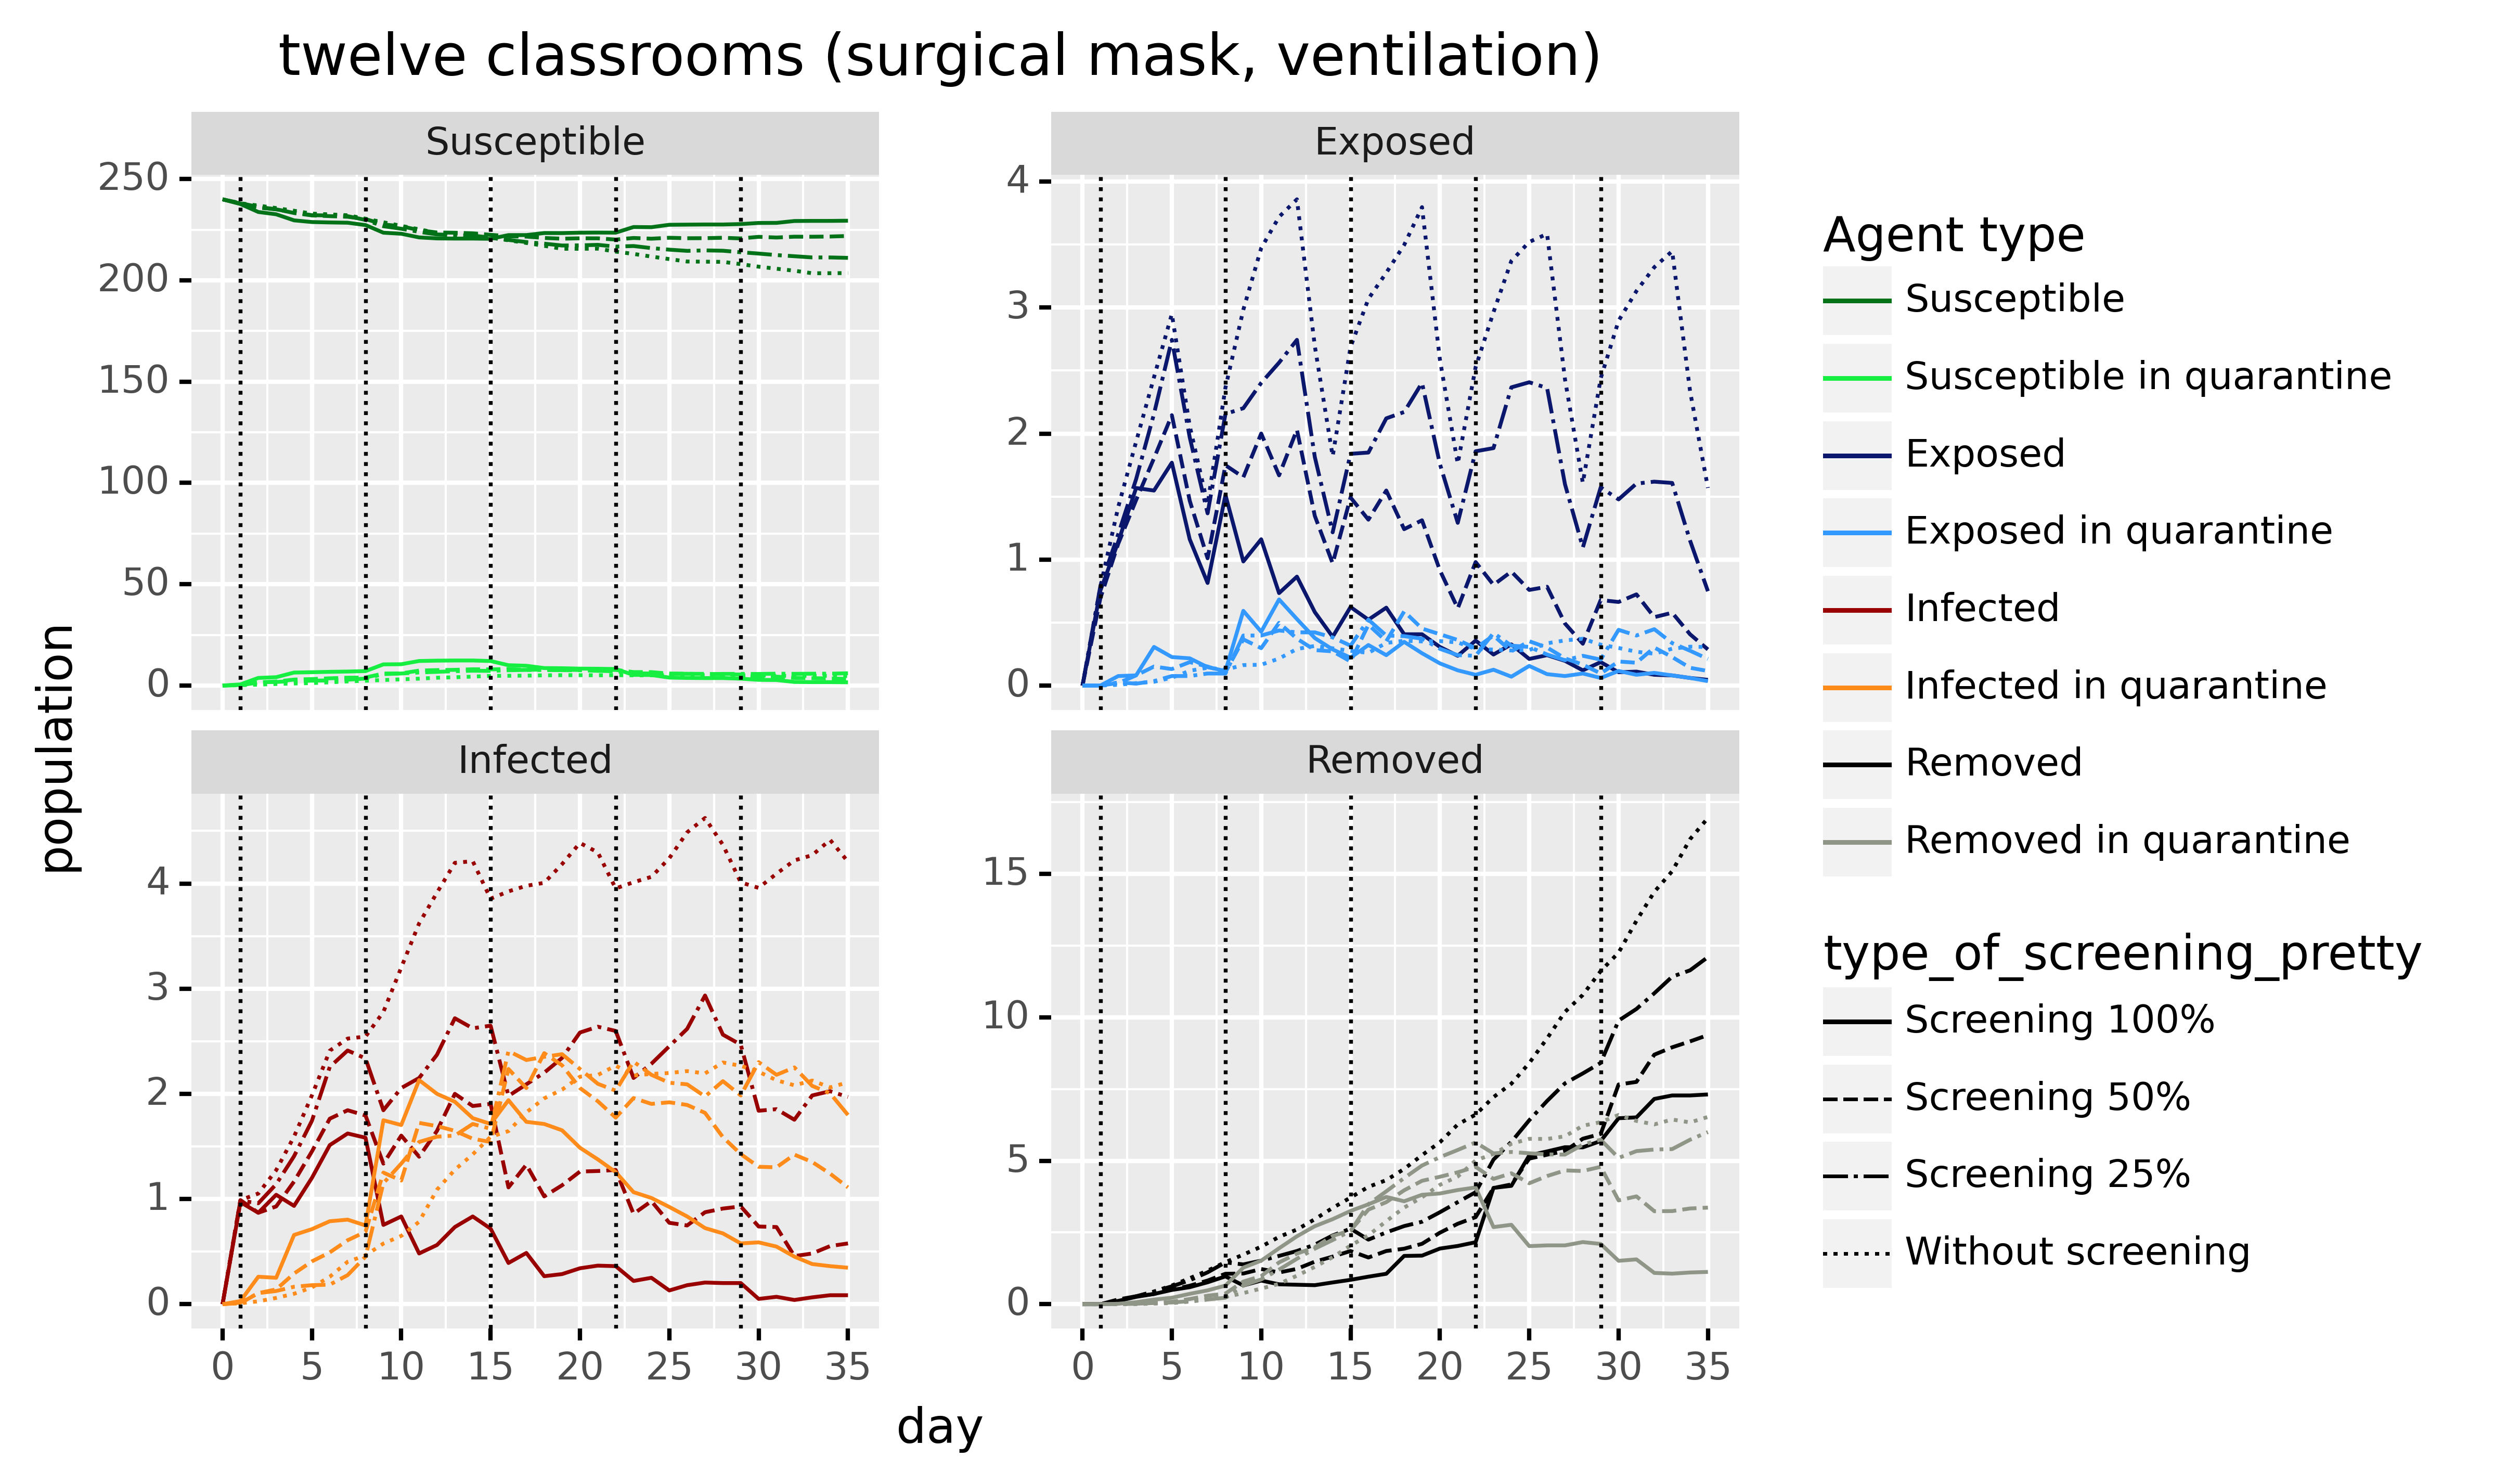 twelve classrooms (surgical mask, ventilation)
Susceptible
250
200
150
100
50
0
Exposed
4
3
2
1
0
Infected
4
3
2
1
0
0 5 10 15 20 25 30 35
Removed
15
10
5
0
0 5 10 15 20 25 30 35
population
day
Agent type
Susceptible
Susceptible in quarantine
Exposed
Exposed in quarantine
Infected
Infected in quarantine
Removed
Removed in quarantine
type_of_screening_pretty
Screening 100%
Screening 50%
Screening 25%
Without screening